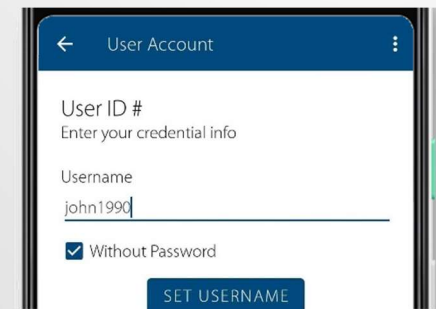 User Account
User ID #
Enter your credential info
Username
john1990
Without Password
SET USERNAME